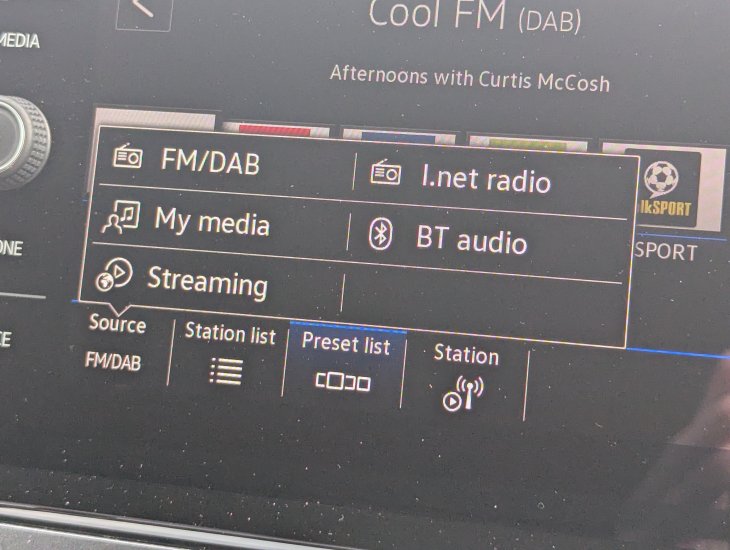 Cool FM (DAB)
MEDIA
Afternoons with Curtis McCosh
FM/DAB
I.net radio
My media
BT audio
Streaming
lkSPORT
SPORT
Source
Station list
Preset list
Station
FM/DAB